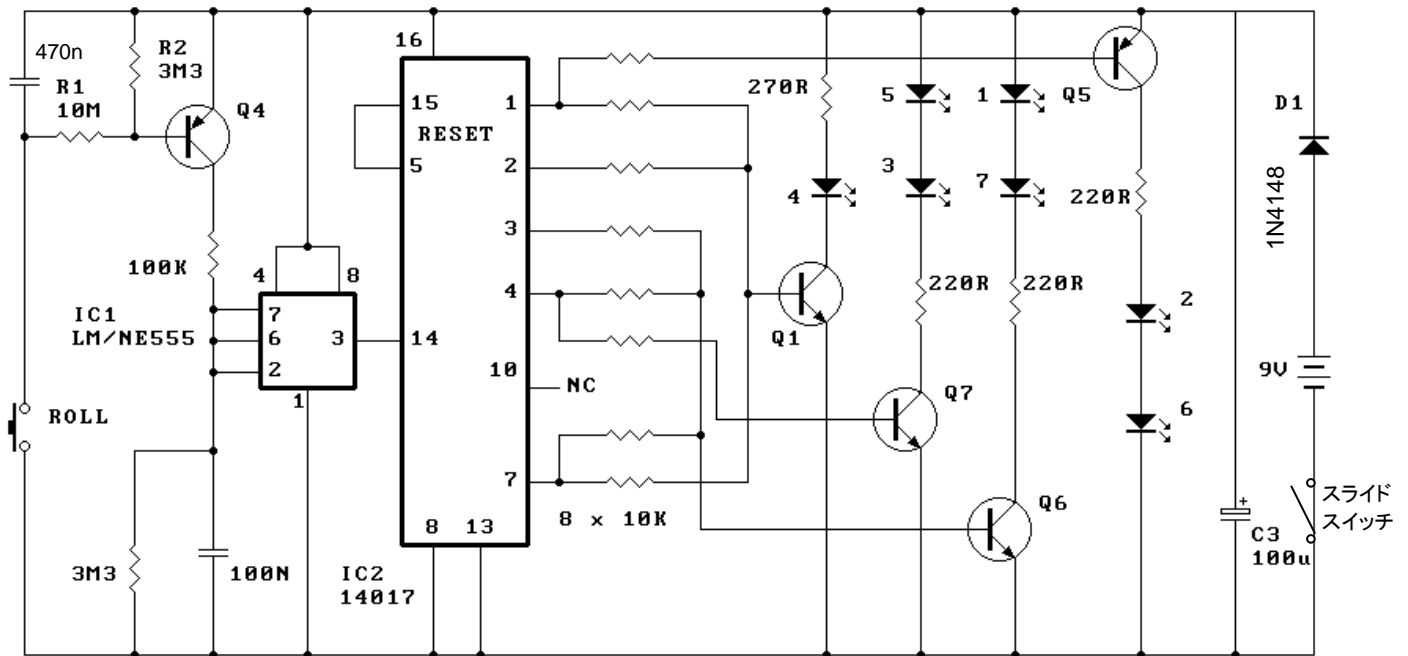 470n
R2
3M3
R1
10M
Q4
100K
4
8
IC1
LM/NE555
7
6
2
3
1
ROLL
3M3
100N
16
15
RESET
5
14
1
2
3
4
10
NC
7
8
13
IC2
14017
8 x 10K
270R
4
Q1
5
3
220R
Q7
1
7
220R
Q6
Q5
220R
2
6
D1
1N4148
9V
スライド
スイッチ
+
C3
100u